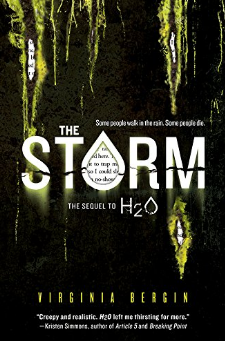 Some people walk in the rain. Some people die.
THE
STORM
THE SEQUEL TO H2O
VIRGINIA BERGIN
"Creepy and realistic. H2O left me thirsting for more."
— Kristen Simmons, author of Article 5 and Breaking Point